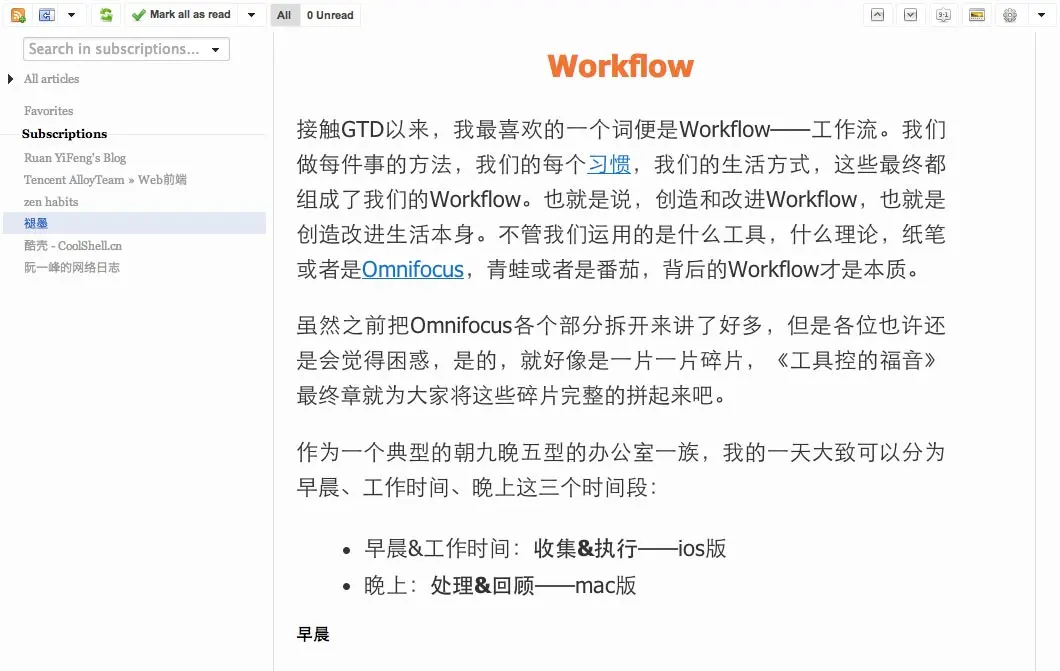 Mark all as read All 0 Unread
Search in subscriptions...
All articles
Favorites
Subscriptions
Ruan YiFeng's Blog
Tencent AlloyTeam » Web前端
zen habits
褪墨
酷壳 - CoolShell.cn
阮一峰的网络日志
Workflow
接触GTD以来，我最喜欢的一个词便是Workflow——工作流。我们
做每件事的方法，我们的每个习惯，我们的生活方式，这些最终都
组成了我们的Workflow。也就是说，创造和改进Workflow，也就是
创造改进生活本身。不管我们运用的是什么工具，什么理论，纸笔
或者是Omnifocus，青蛙或者是番茄，背后的Workflow才是本质。
虽然之前把Omnifocus各个部分拆开来讲了好多，但是各位也许还
是会觉得困惑，是的，就好像是一片一片碎片，《工具控的福音》
最终章就为大家将这些碎片完整的拼起来吧。
作为一个典型的朝九晚五型的办公室一族，我的一天大致可以分为
早晨、工作时间、晚上这三个时间段：
• 早晨&工作时间：收集&执行——ios版
• 晚上：处理&回顾——mac版
早晨